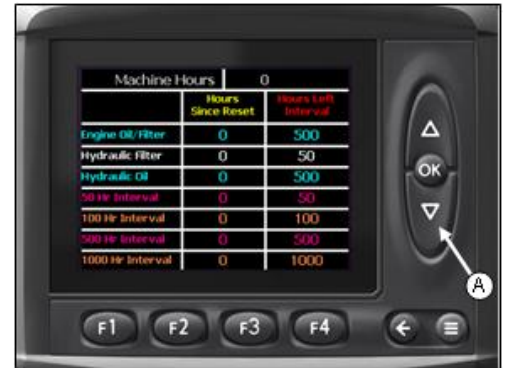 Machine Hours 0
Hours Since Reset Hours Left Interval
Engine Oil/Filter 0 500
Hydraulic Filter 0 50
Hydraulic Oil 0 500
50 Hr Interval 0 50
100 Hr Interval 0 100
500 Hr Interval 0 500
1000 Hr Interval 0 1000
OK
A
F1 F2 F3 F4